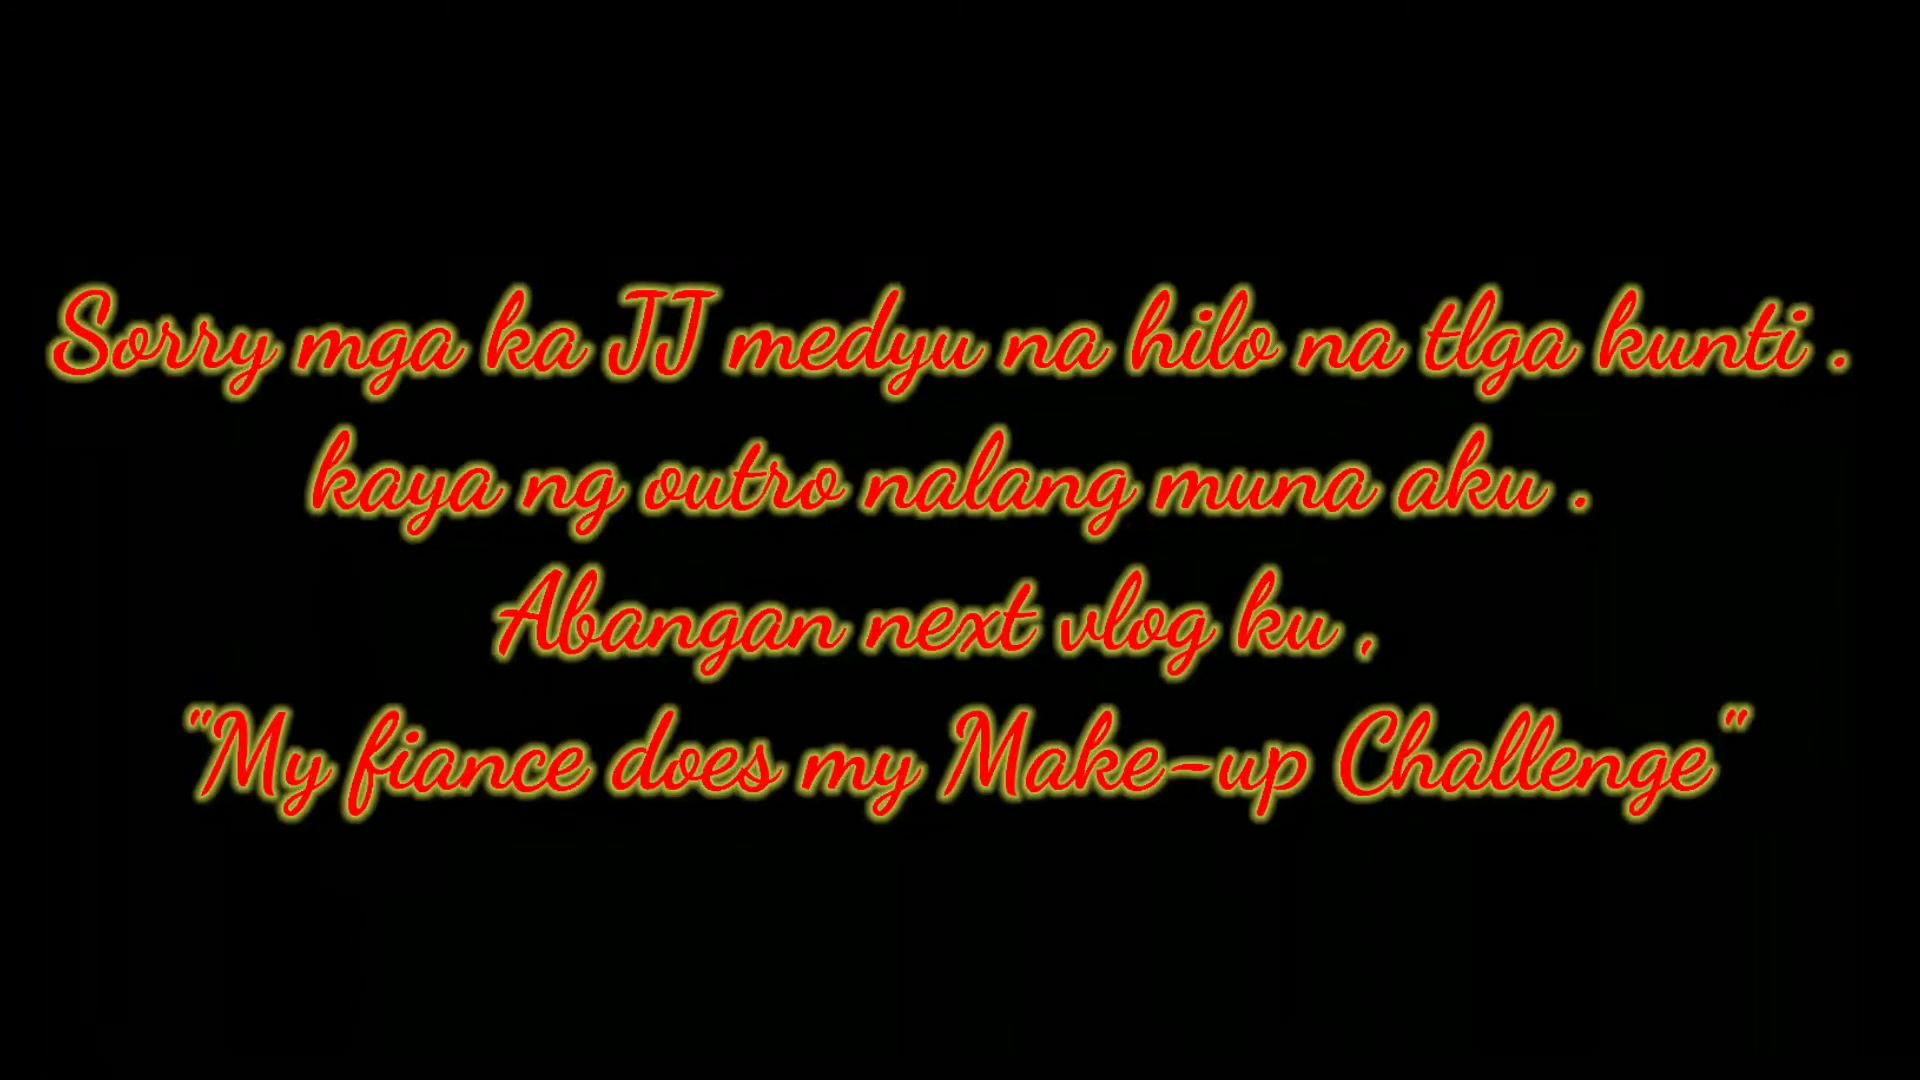 Sorry mga ka JJ medyu na hilo na tlga kunti .
kaya ng outro nalang muna aku .
Abangan next vlog ku ,
"My fiance does my Make-up Challenge"